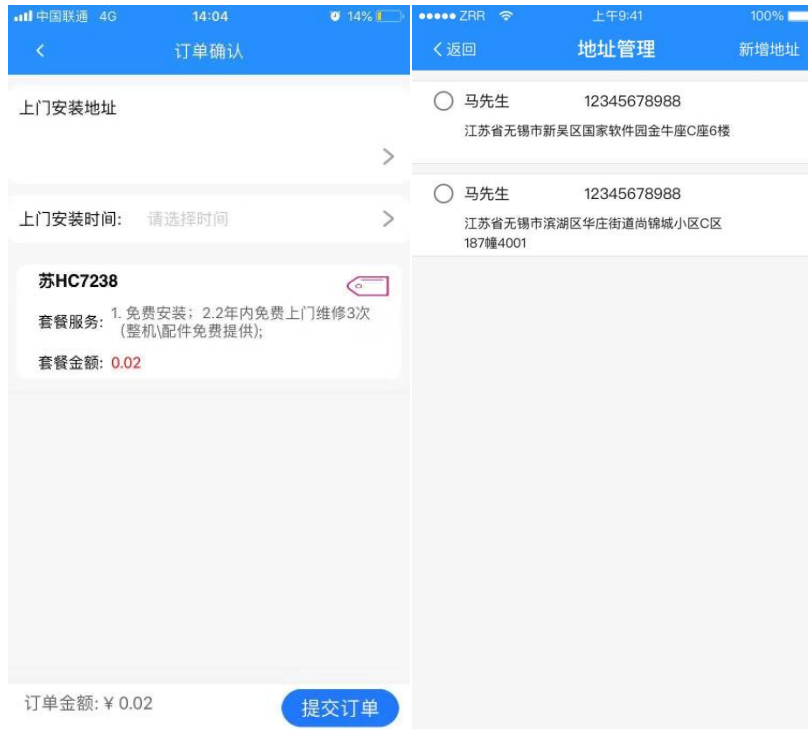 中国联通 4G 14:04 14%
订单确认
上门安装地址
上门安装时间: 请选择时间
苏HC7238
套餐服务: 1. 免费安装；2.2年内免费上门维修3次
(整机\配件免费提供);
套餐金额: 0.02
订单金额:¥ 0.02 提交订单
ZRR 上午9:41 100%
返回 地址管理 新增地址
马先生 12345678988
江苏省无锡市新吴区国家软件园金牛座C座6楼
马先生 12345678988
江苏省无锡市滨湖区华庄街道尚锦城小区C区
187幢4001